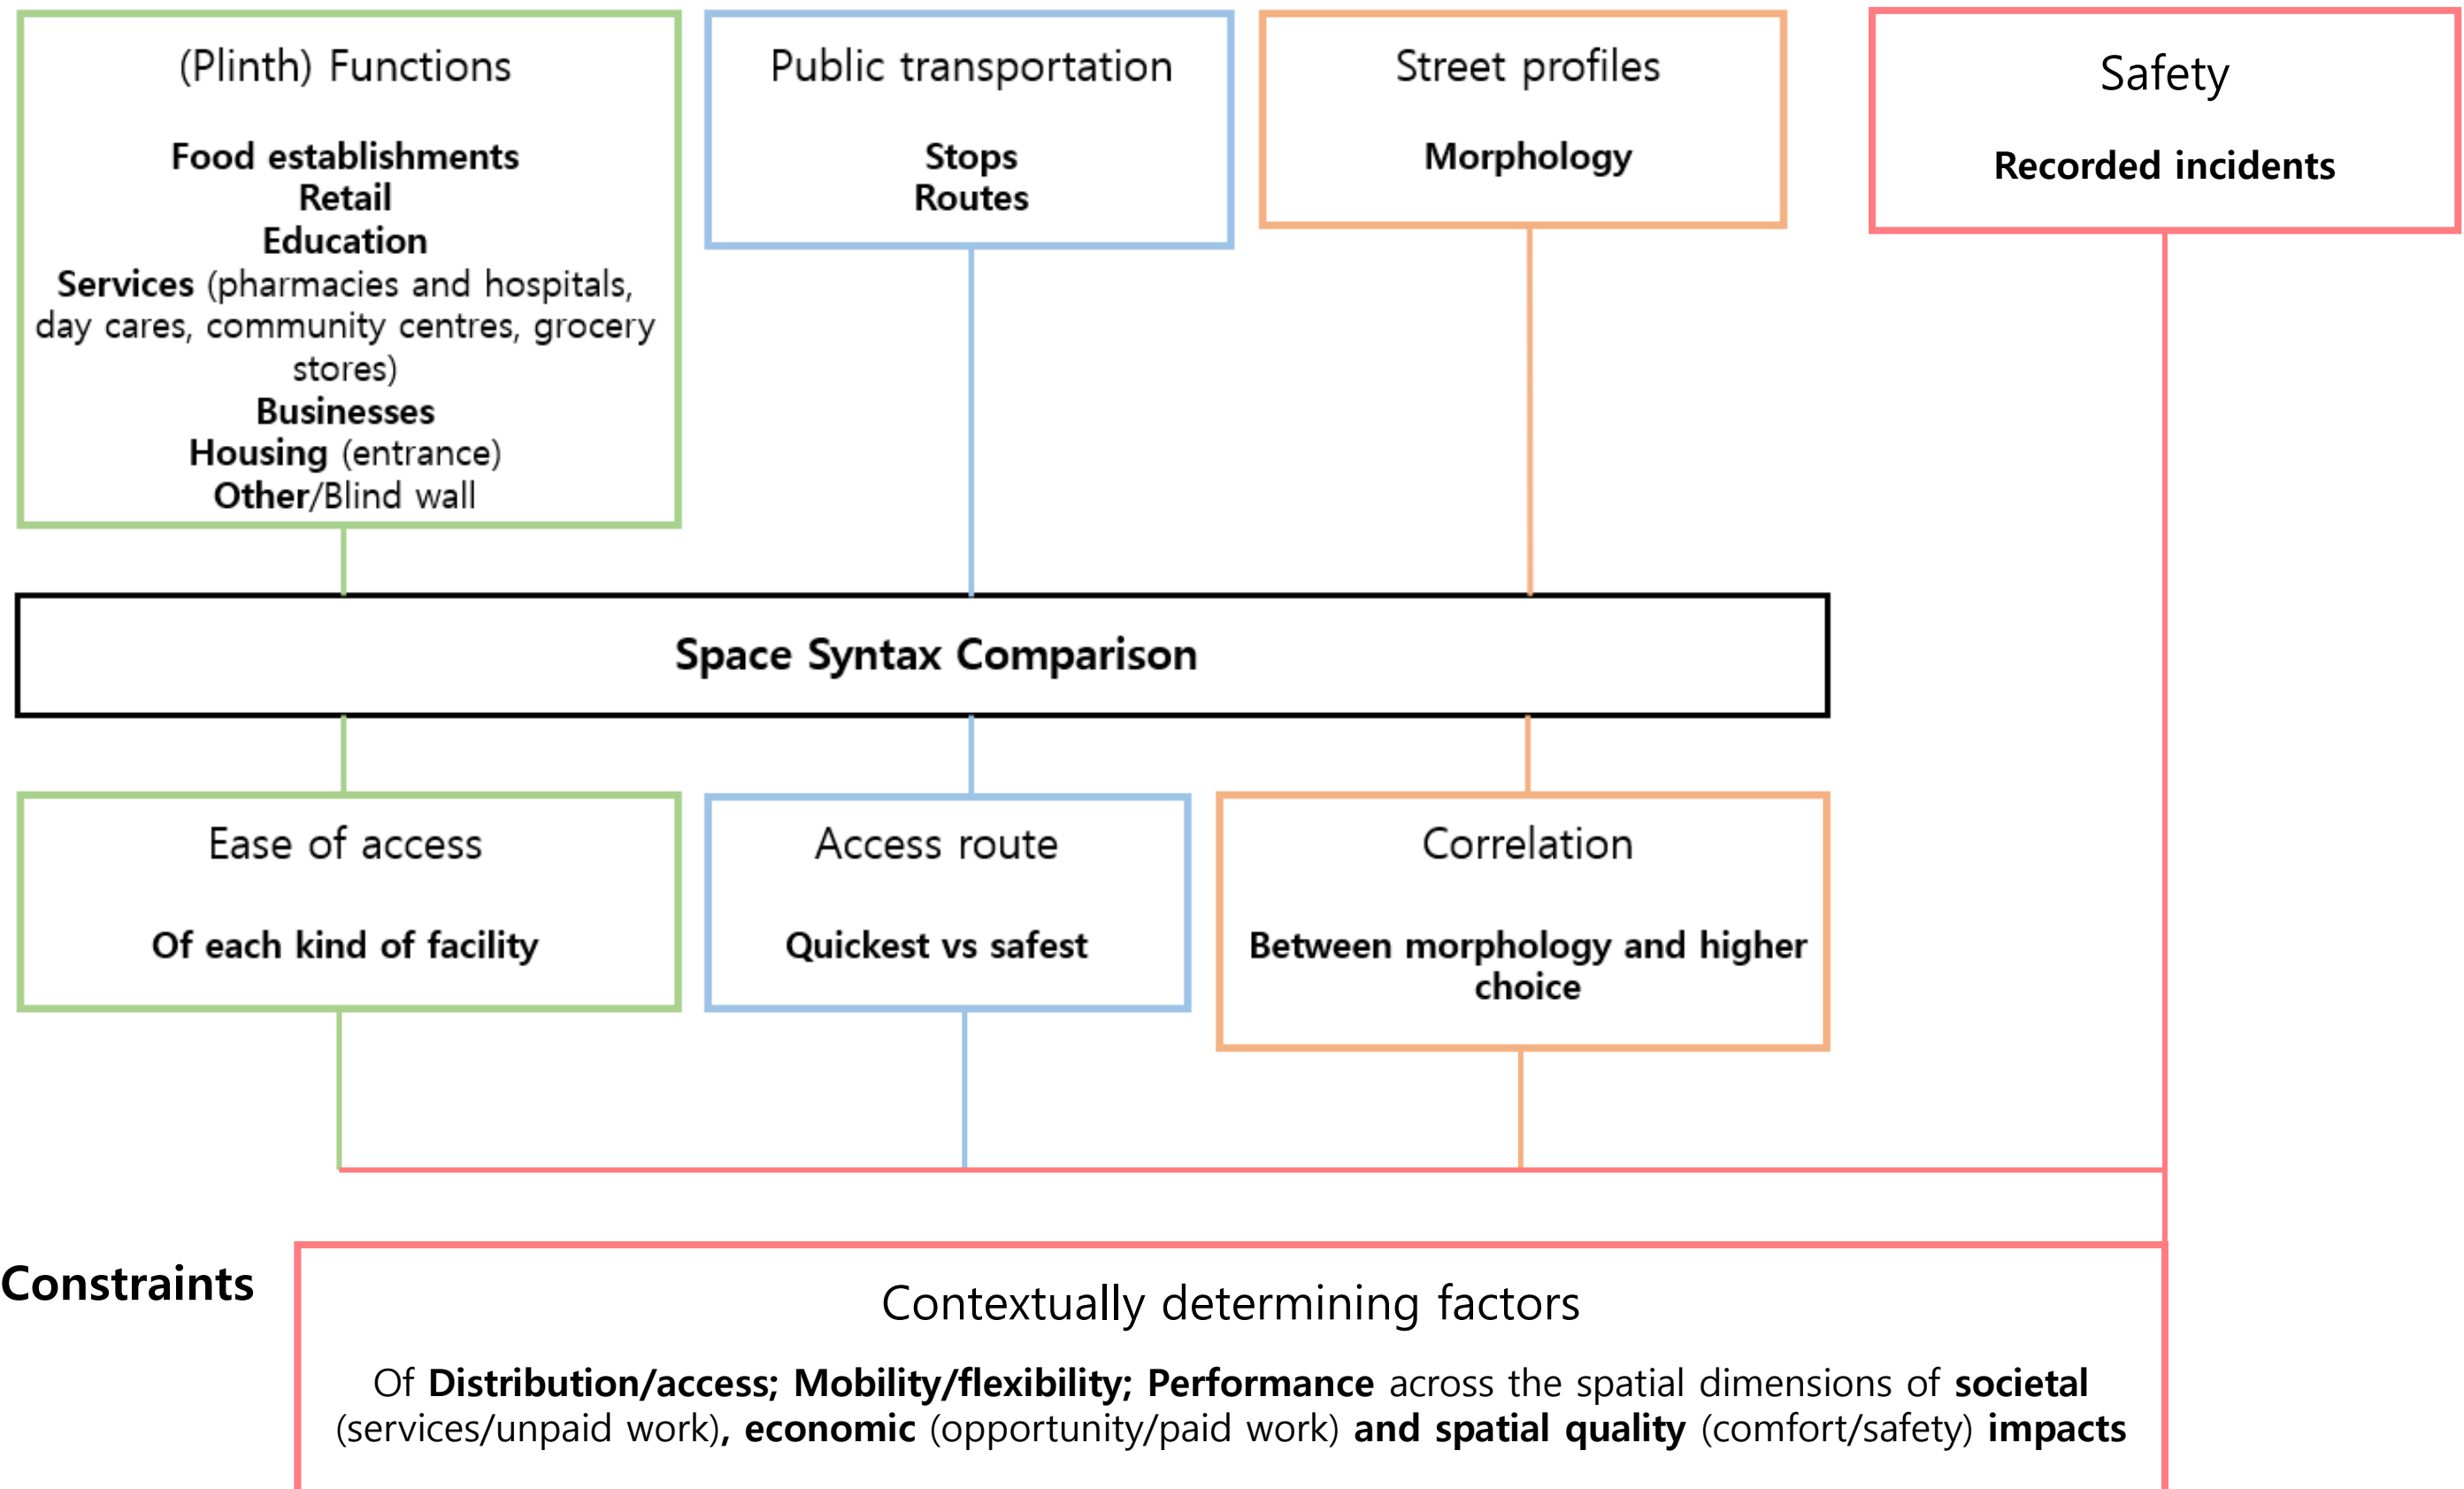 (Plinth) Functions
Food establishments
Retail
Education
Services (pharmacies and hospitals,
day cares, community centres, grocery
stores)
Businesses
Housing (entrance)
Other/Blind wall
Public transportation
Stops
Routes
Street profiles
Morphology
Safety
Recorded incidents
Space Syntax Comparison
Ease of access
Of each kind of facility
Access route
Quickest vs safest
Correlation
Between morphology and higher
choice
Constraints
Contextually determining factors
Of Distribution/access; Mobility/flexibility; Performance across the spatial dimensions of societal
(services/unpaid work), economic (opportunity/paid work) and spatial quality (comfort/safety) impacts